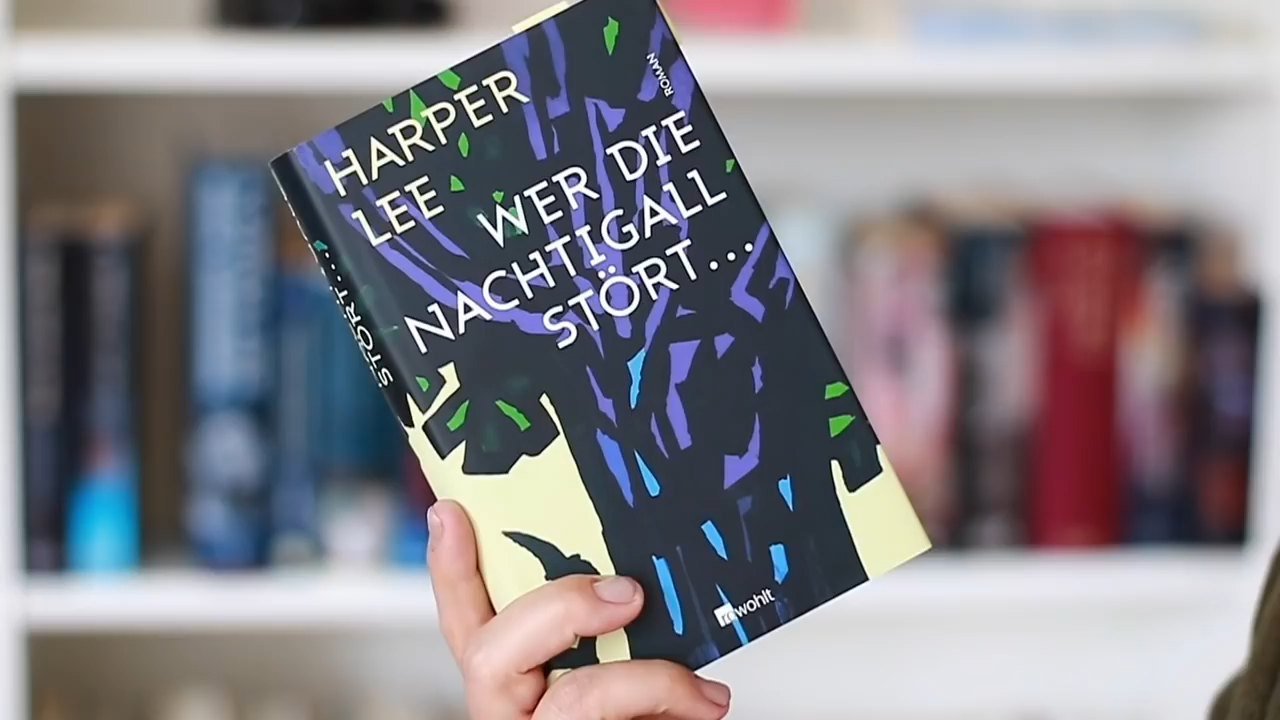 HARPER
LEE
ROMAN
WER DIE
NACHTIGALL
STÖRT...
STÖRT...
rowohlt